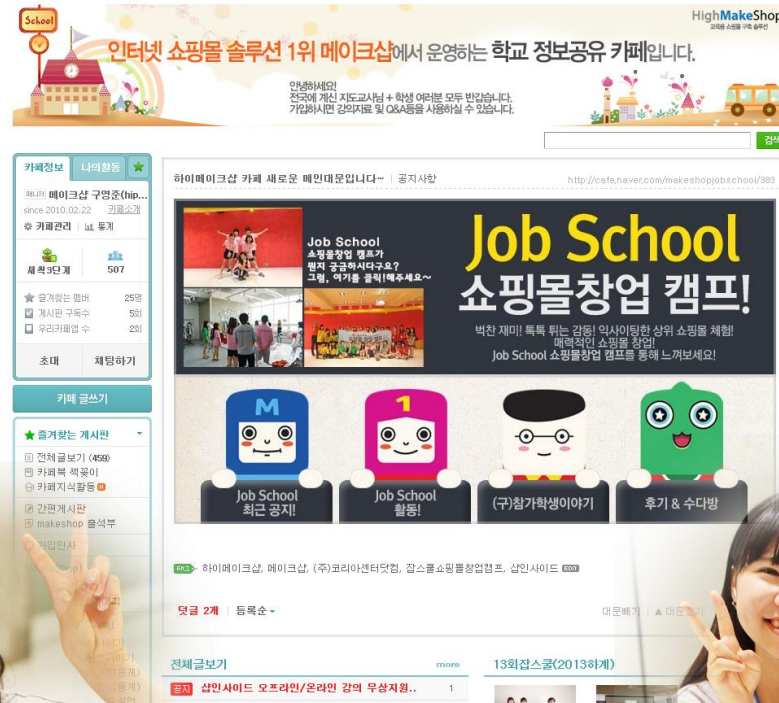 School
HighMakeShop
인터넷 쇼핑몰 솔루션 1위 메이크샵에서 운영하는 학교 정보공유 카페입니다.
안녕하세요!
전국에 계신 지도교사님 + 학생 여러분 모두 반갑습니다.
가입하시면 강의자료 및 Q&A등을 사용하실 수 있습니다.
카페정보 나의활동
메이크샵 구영준(hip...
since 2010.02.22 카페소개
카페관리 통계
새싹3단계 507
즐겨찾는 멤버 25명
게시판 구독수 5회
우리카페앱 수 2회
초대 채팅하기
카페 글쓰기
즐겨찾는 게시판
전체글보기 (459)
카페북 책꽂이
카페지식활동
간편게시판
makeshop 출석부
가입인사
하이메이크샵 카페 새로운 메인대문입니다~ 공지사항
http://cafe.naver.com/makeshopjobschool/383
Job School
쇼핑몰창업 캠프가
뭔지 궁금하시다구요?
그럼, 여기를 클릭!해주세요~
Job School
쇼핑몰창업 캠프!
벅찬 재미! 톡톡 튀는 감동! 익사이팅한 상위 쇼핑몰 체험!
매력적인 쇼핑몰 창업!
Job School 쇼핑몰창업 캠프를 통해 느껴보세요!
M
1
Job School
최근 공지!
Job School
활동!
(구)참가학생이야기
후기 & 수다방
하이메이크샵, 메이크샵, (주)코리아센터닷컴, 잡스쿨쇼핑몰창업캠프, 샵인사이드 EDIT
덧글 2개 등록순
대문빼기
전체글보기 more
공지 샵인사이드 오프라인/온라인 강의 무상지원.. 1
13회잡스쿨(2013하계)